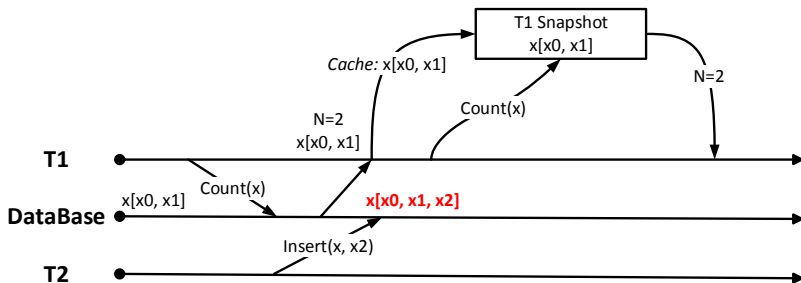 T1 Snapshot
x[x0, x1]
Cache: x[x0, x1]
N=2
Count(x)
N=2
x[x0, x1]
T1
Count(x)
x[x0, x1]
x[x0, x1, x2]
DataBase
Insert(x, x2)
T2